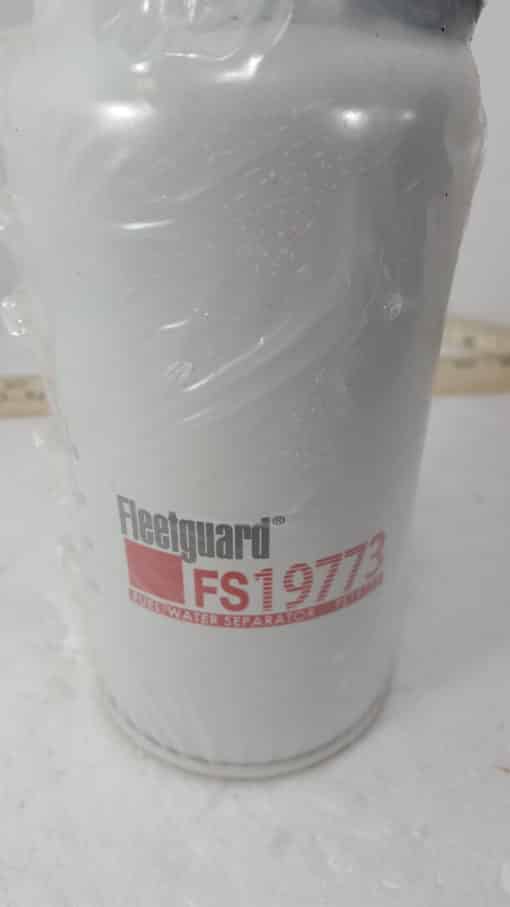 Fleetguard®
FS19773
FUEL/WATER SEPARATOR